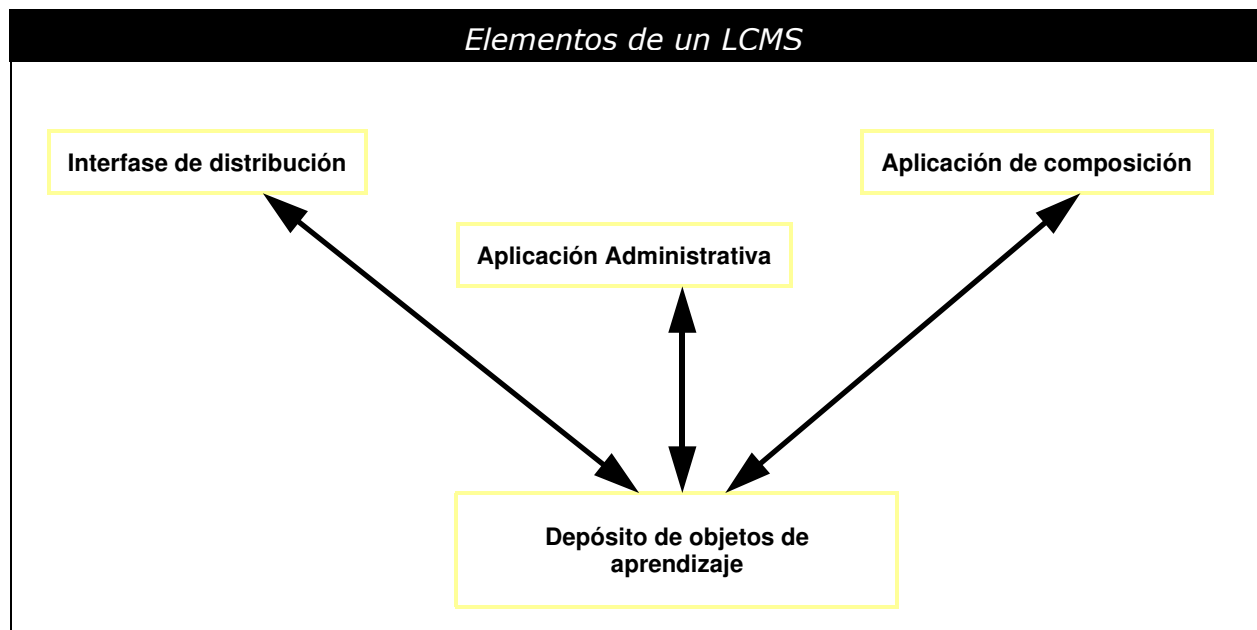 Elementos de un LCMS
Interfase de distribución
Aplicación de composición
Aplicación Administrativa
Depósito de objetos de
aprendizaje